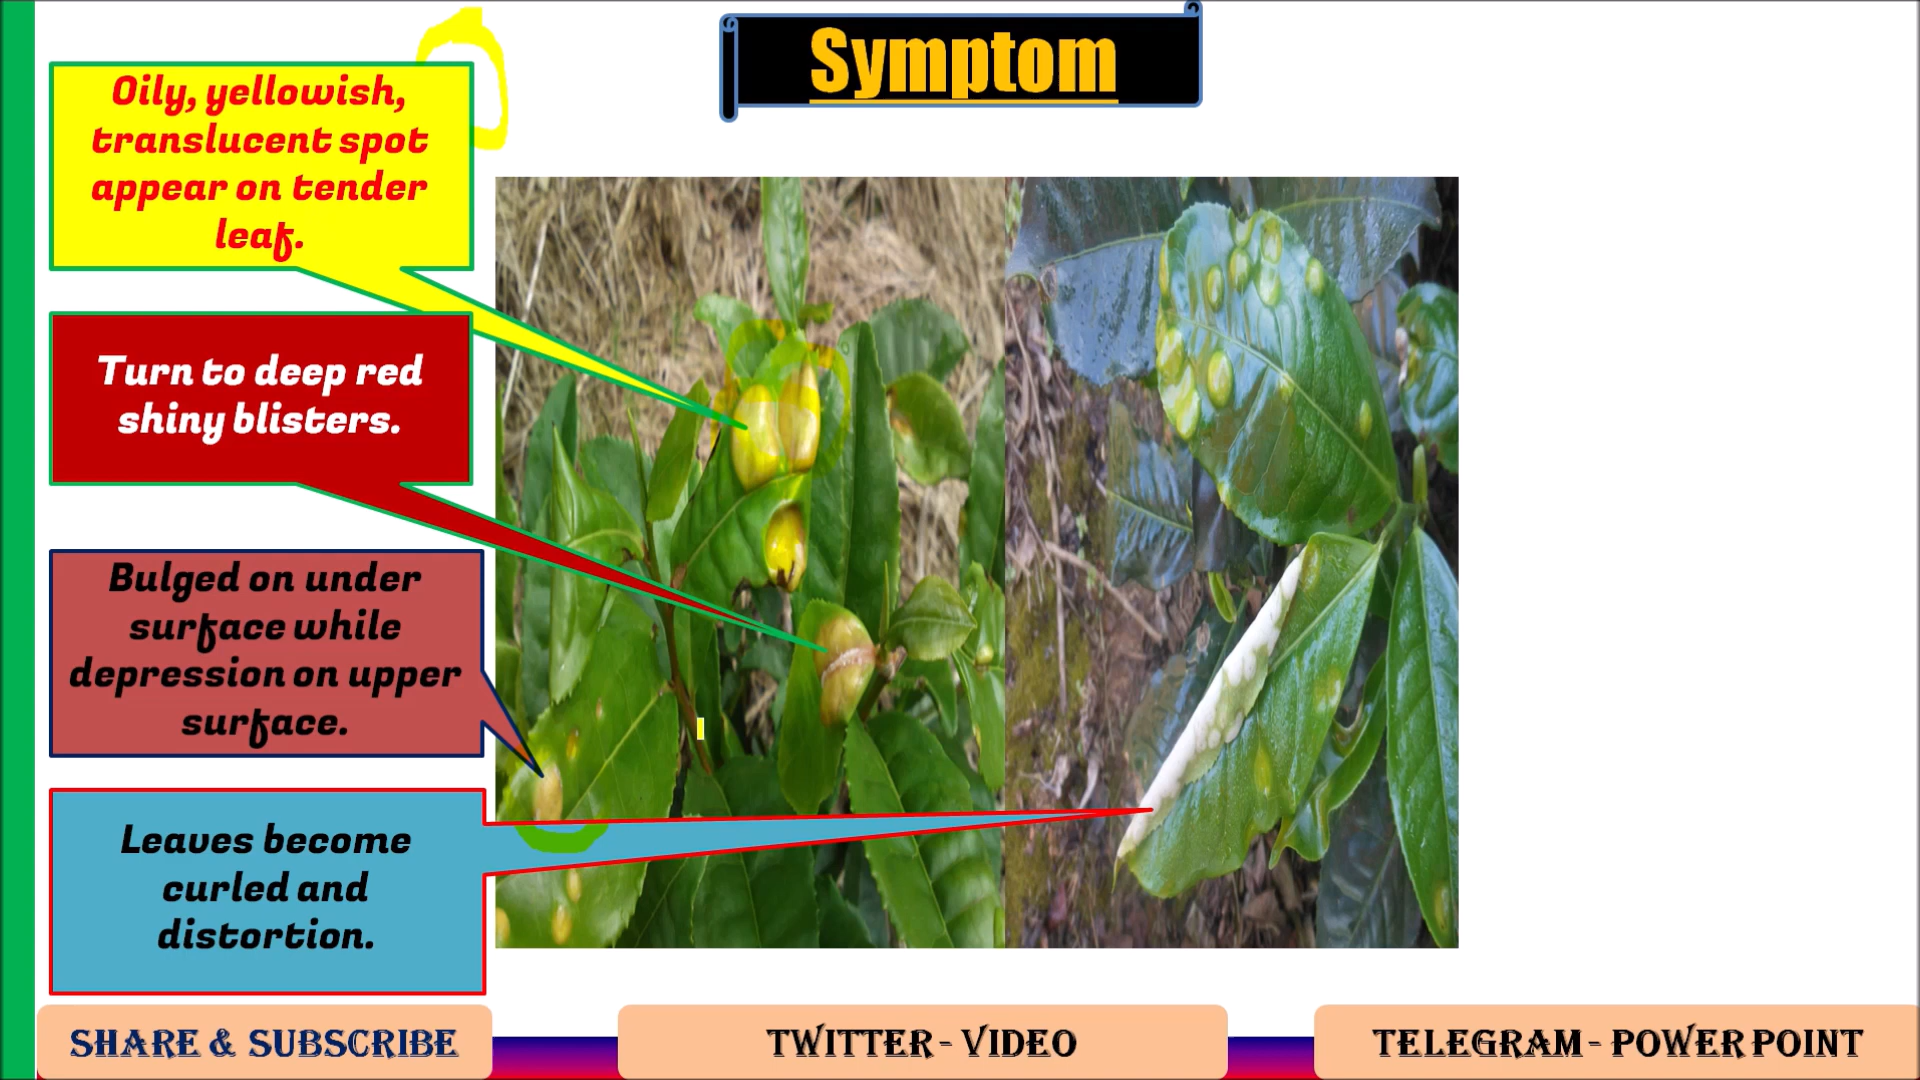 Symptom
Oily, yellowish,
translucent spot
appear on tender
leaf.
Turn to deep red
shiny blisters.
Bulged on under
surface while
depression on upper
surface.
Leaves become
curled and
distortion.
SHARE & SUBSCRIBE
TWITTER - VIDEO
TELEGRAM - POWER POINT